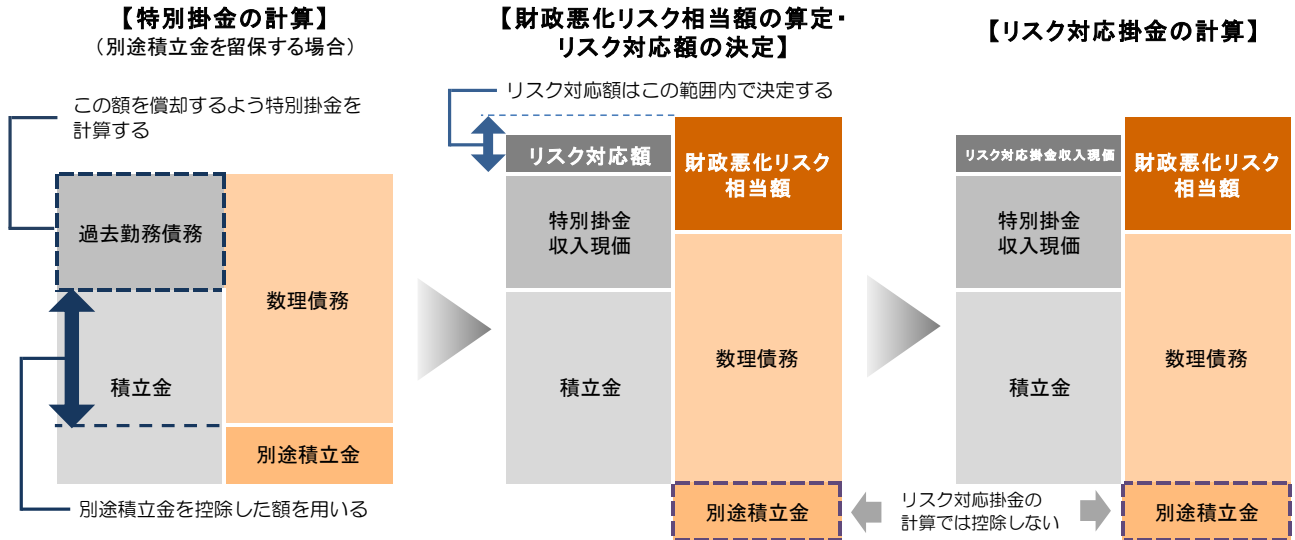 【特別掛金の計算】
（別途積立金を留保する場合）
この額を償却するよう特別掛金を
計算する
過去勤務債務
数理債務
積立金
別途積立金
別途積立金を控除した額を用いる
【財政悪化リスク相当額の算定・
リスク対応額の決定】
リスク対応額はこの範囲内で決定する
リスク対応額
財政悪化リスク
相当額
特別掛金
収入現価
数理債務
積立金
別途積立金
リスク対応掛金の
計算では控除しない
【リスク対応掛金の計算】
リスク対応掛金収入現価
財政悪化リスク
相当額
特別掛金
収入現価
数理債務
積立金
別途積立金